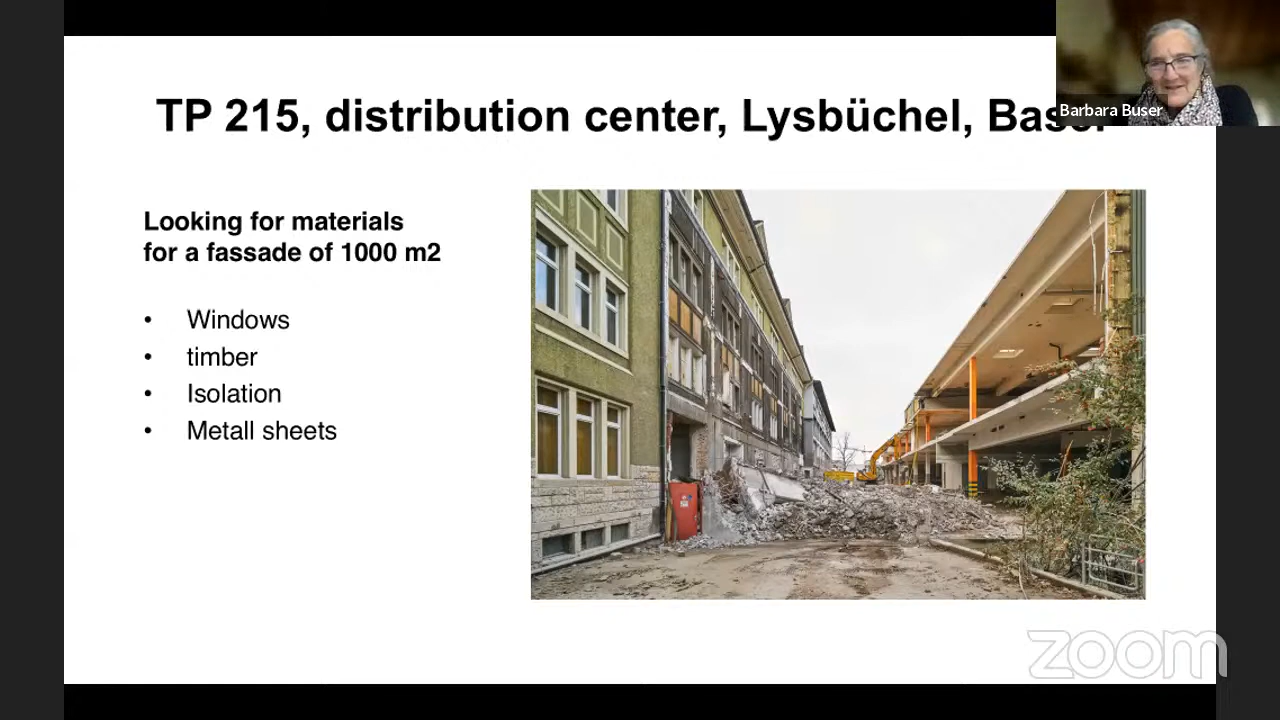 TP 215, distribution center, Lysbüchel, Basel
Barbara Buser
Looking for materials
for a fassade of 1000 m2
• Windows
• timber
• Isolation
• Metall sheets
zoom